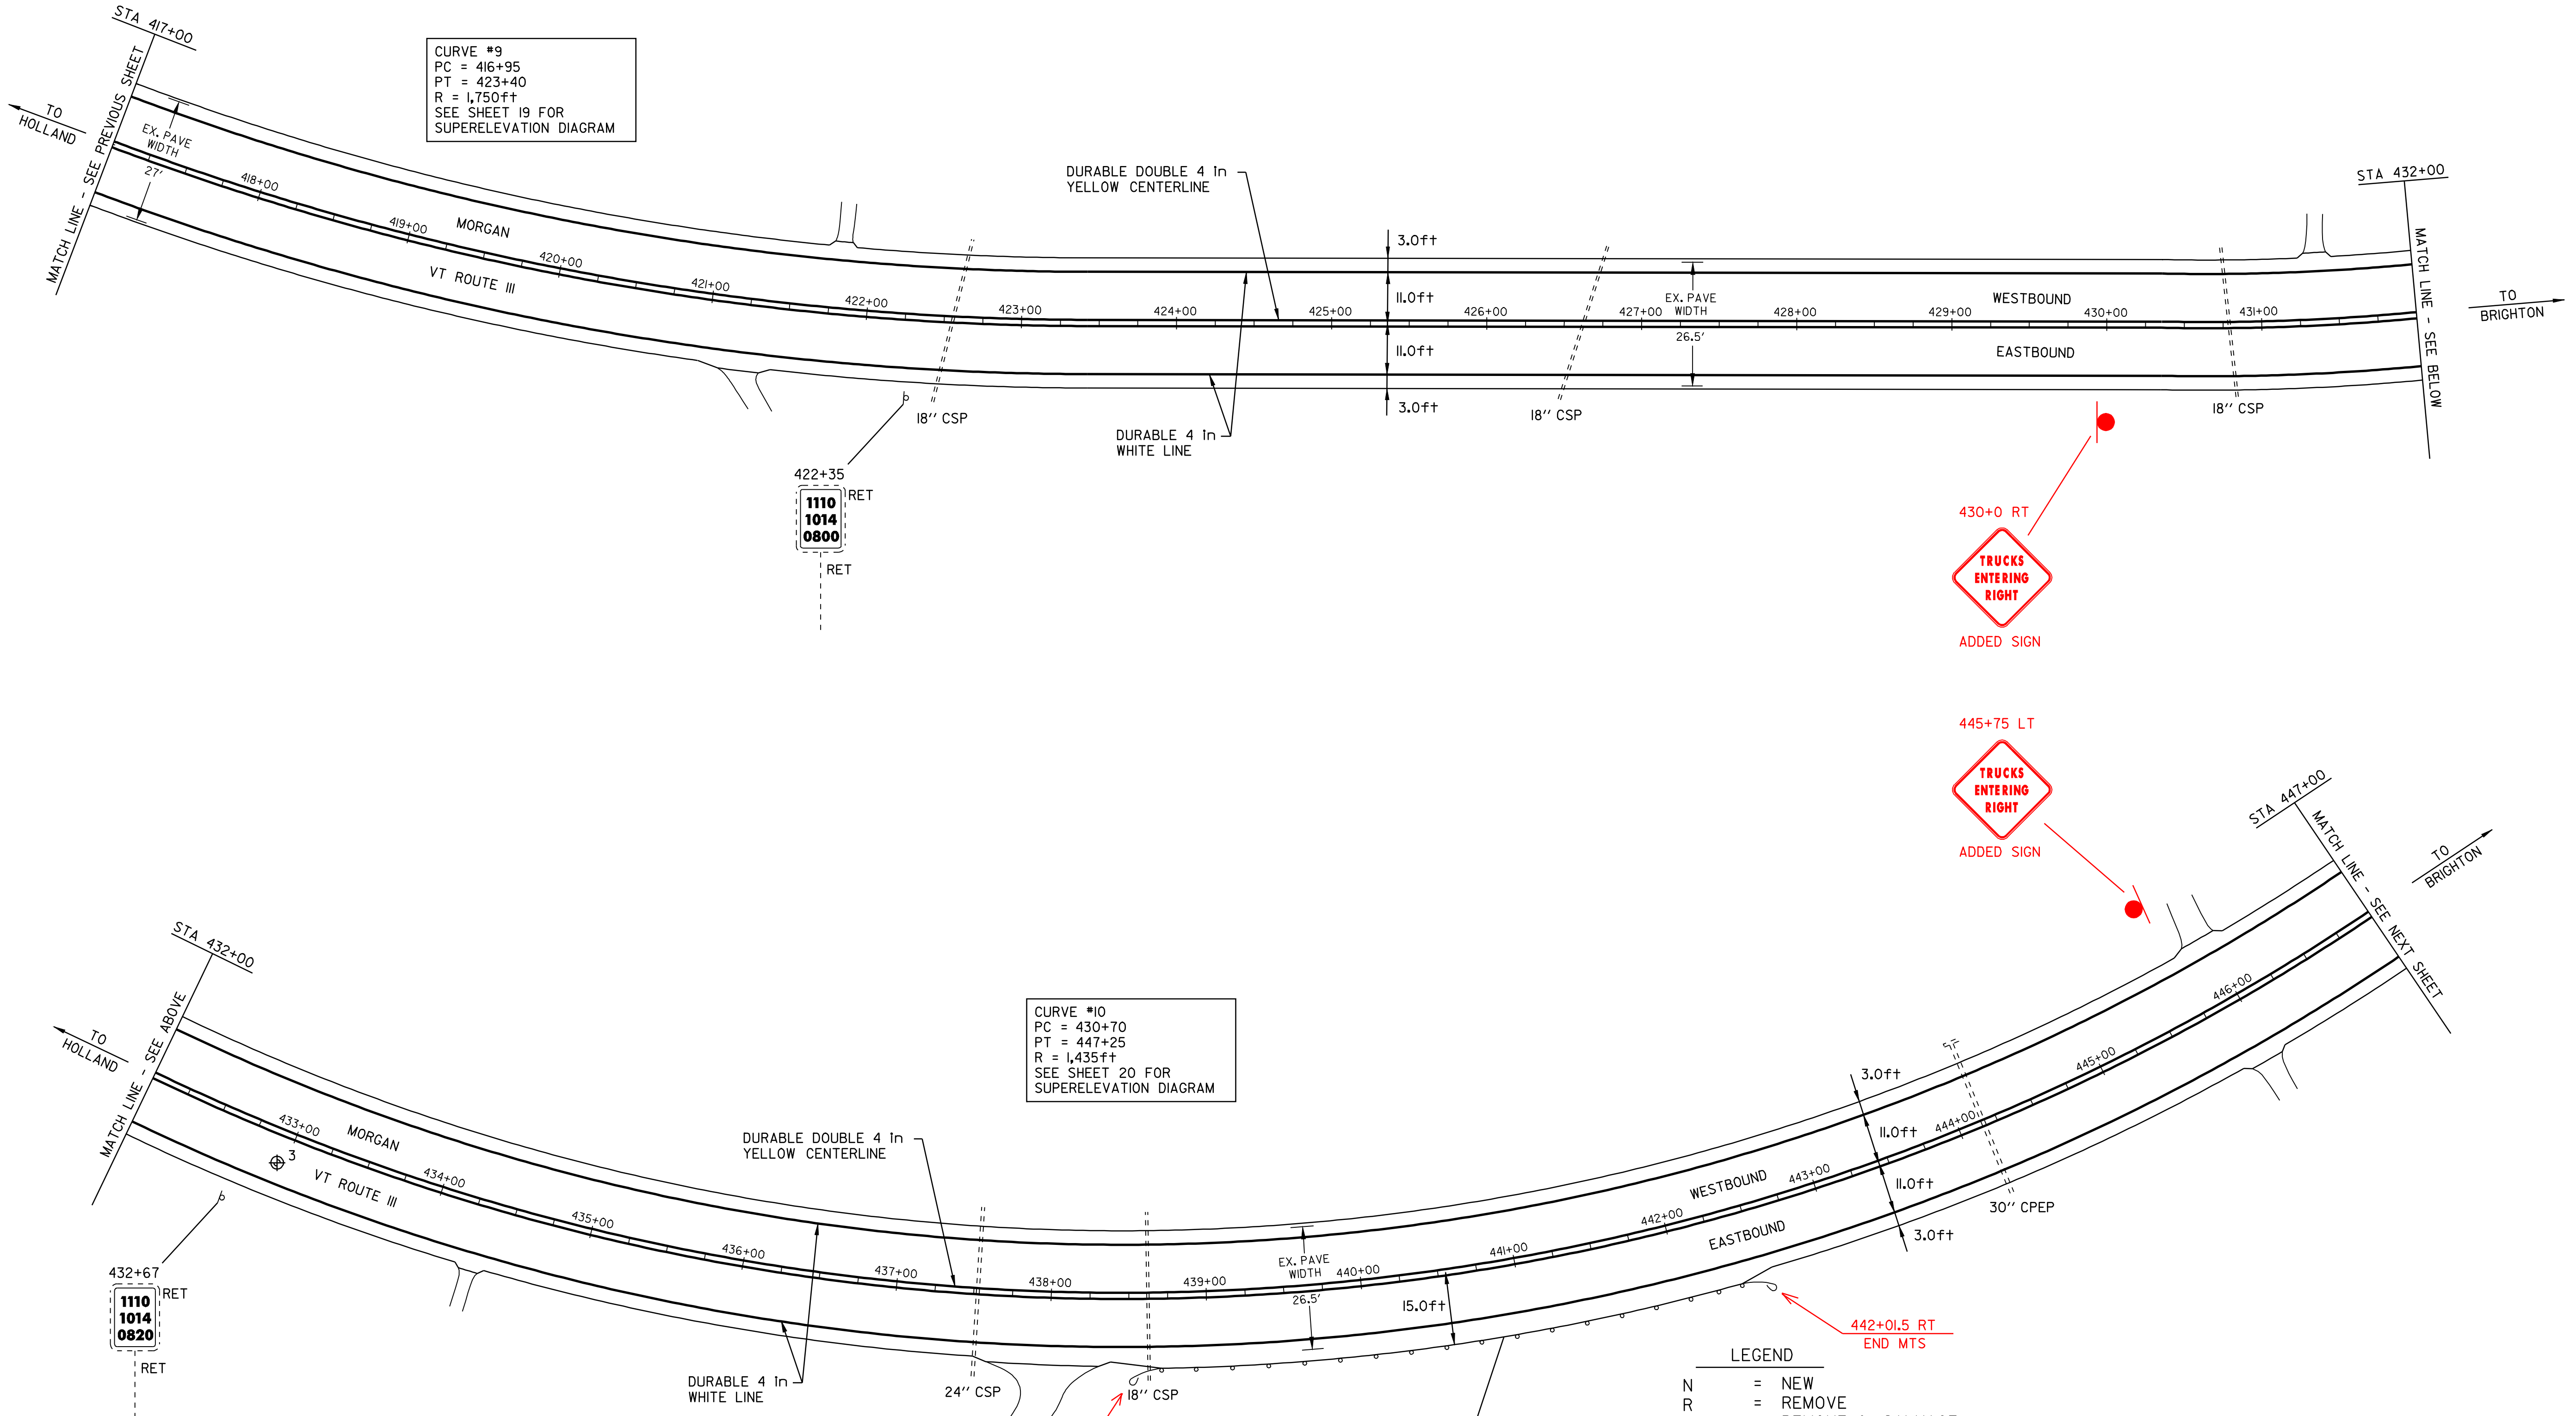 STA 417+00
MATCH LINE - SEE PREVIOUS SHEET
TO
HOLLAND
EX. PAVE
WIDTH
27'
CURVE #9
PC = 416+95
PT = 423+40
R = 1,750ft
SEE SHEET 19 FOR
SUPERELEVATION DIAGRAM
418+00
419+00
420+00
421+00
422+00
423+00
424+00
425+00
426+00
427+00
428+00
429+00
430+00
431+00
MORGAN
VT ROUTE 111
DURABLE DOUBLE 4 in
YELLOW CENTERLINE
3.0ft
11.0ft
11.0ft
3.0ft
EX. PAVE
WIDTH
26.5'
WESTBOUND
EASTBOUND
STA 432+00
MATCH LINE - SEE BELOW
TO
BRIGHTON
18" CSP
18" CSP
18" CSP
DURABLE 4 in
WHITE LINE
422+35
RET
1110
1014
0800
RET
430+0 RT
TRUCKS
ENTERING
RIGHT
ADDED SIGN
445+75 LT
TRUCKS
ENTERING
RIGHT
ADDED SIGN
STA 447+00
MATCH LINE - SEE NEXT SHEET
TO
BRIGHTON
STA 432+00
MATCH LINE - SEE ABOVE
TO
HOLLAND
CURVE #10
PC = 430+70
PT = 447+25
R = 1,435ft
SEE SHEET 20 FOR
SUPERELEVATION DIAGRAM
433+00
434+00
435+00
436+00
437+00
438+00
439+00
440+00
441+00
442+00
443+00
444+00
445+00
446+00
3
MORGAN
VT ROUTE 111
DURABLE DOUBLE 4 in
YELLOW CENTERLINE
EX. PAVE
WIDTH
26.5'
15.0ft
WESTBOUND
EASTBOUND
3.0ft
11.0ft
11.0ft
3.0ft
30" CPEP
432+67
RET
1110
1014
0820
RET
DURABLE 4 in
WHITE LINE
24" CSP
18" CSP
442+01.5 RT
END MTS
LEGEND
N = NEW
R = REMOVE